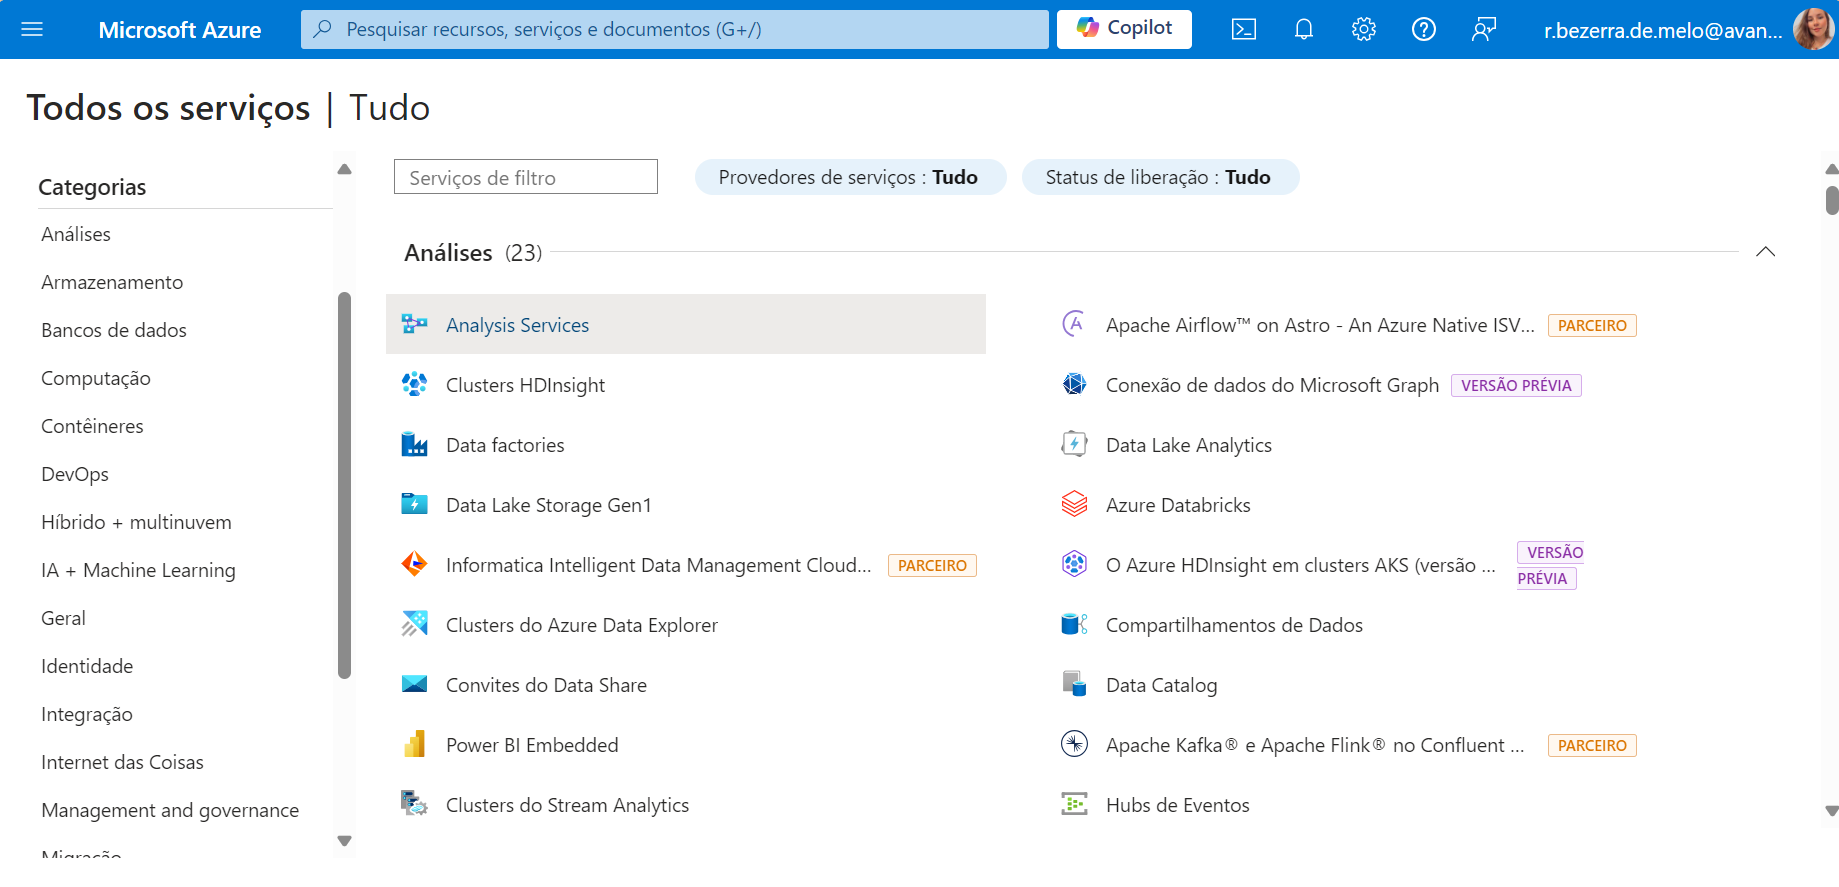 Microsoft Azure
Pesquisar recursos, serviços e documentos (G+/)
Copilot
r.bezerra.de.melo@avan...
Todos os serviços | Tudo
Categorias
Análises
Armazenamento
Bancos de dados
Computação
Contêineres
DevOps
Híbrido + multinuvem
IA + Machine Learning
Geral
Identidade
Integração
Internet das Coisas
Management and governance
Migração
Serviços de filtro
Provedores de serviços : Tudo
Status de liberação : Tudo
Análises (23)
Analysis Services
Apache Airflow™ on Astro - An Azure Native ISV... PARCEIRO
Clusters HDInsight
Conexão de dados do Microsoft Graph VERSÃO PRÉVIA
Data factories
Data Lake Analytics
Data Lake Storage Gen1
Azure Databricks
Informatica Intelligent Data Management Cloud... PARCEIRO
O Azure HDInsight em clusters AKS (versão ... VERSÃO
PRÉVIA
Clusters do Azure Data Explorer
Compartilhamentos de Dados
Convites do Data Share
Data Catalog
Power BI Embedded
Apache Kafka® e Apache Flink® no Confluent ... PARCEIRO
Clusters do Stream Analytics
Hubs de Eventos